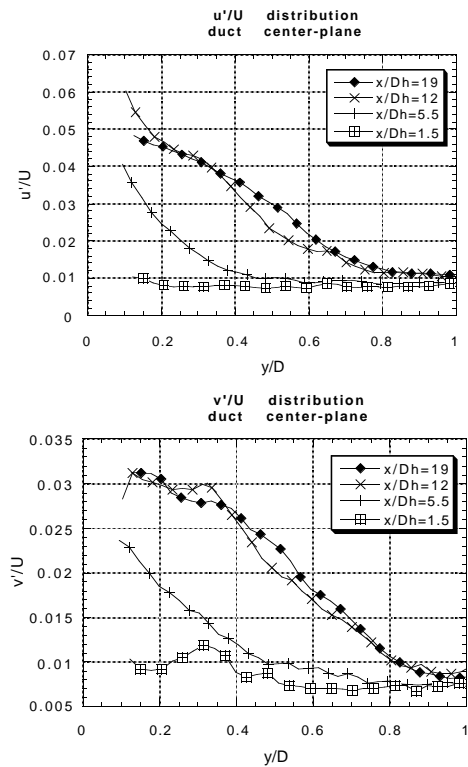 u'/U distribution
duct center-plane
0.07
0.06
0.05
0.04
0.03
0.02
0.01
0
u'/U
x/Dh=19
x/Dh=12
x/Dh=5.5
x/Dh=1.5
0 0.2 0.4 0.6 0.8 1
y/D
v'/U distribution
duct center-plane
0.035
0.03
0.025
0.02
0.015
0.01
0.005
v'/U
x/Dh=19
x/Dh=12
x/Dh=5.5
x/Dh=1.5
0 0.2 0.4 0.6 0.8 1
y/D